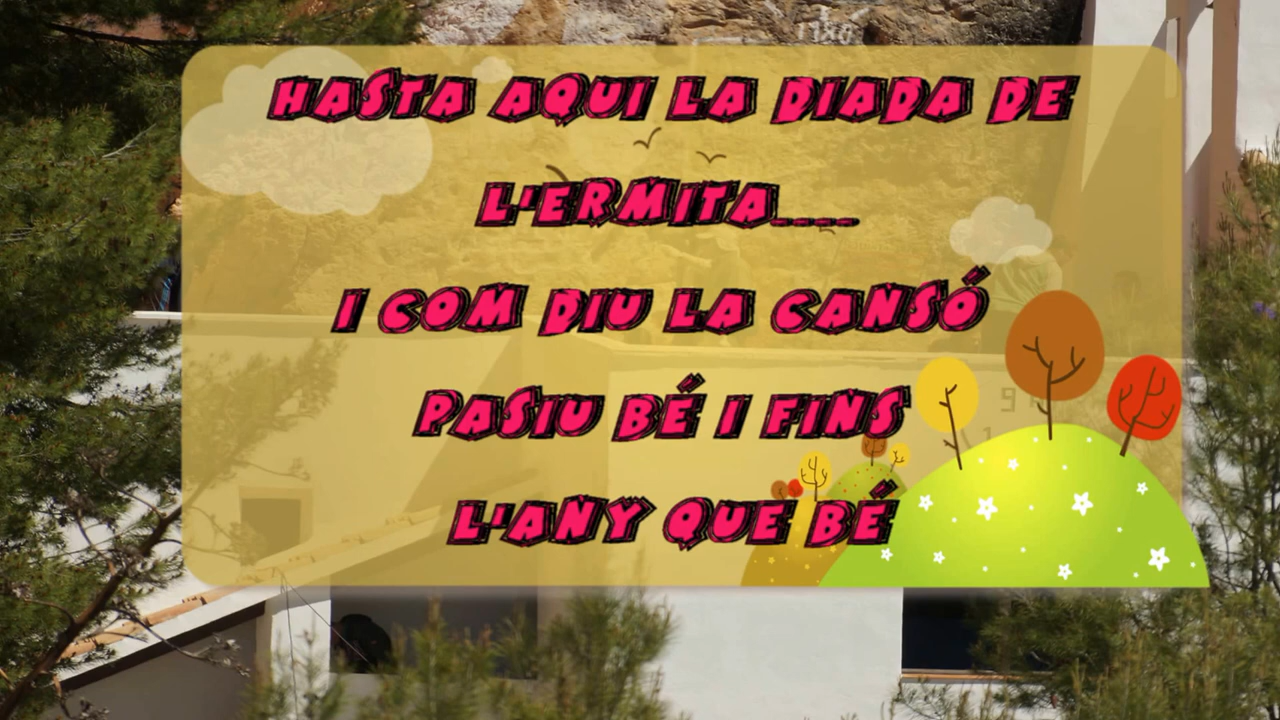 HASTA AQUI LA DIADA DE
L'ERMITA....
I COM DIU LA CANSÓ
PASIU BÉ I FINS
L'ANY QUE BÉ